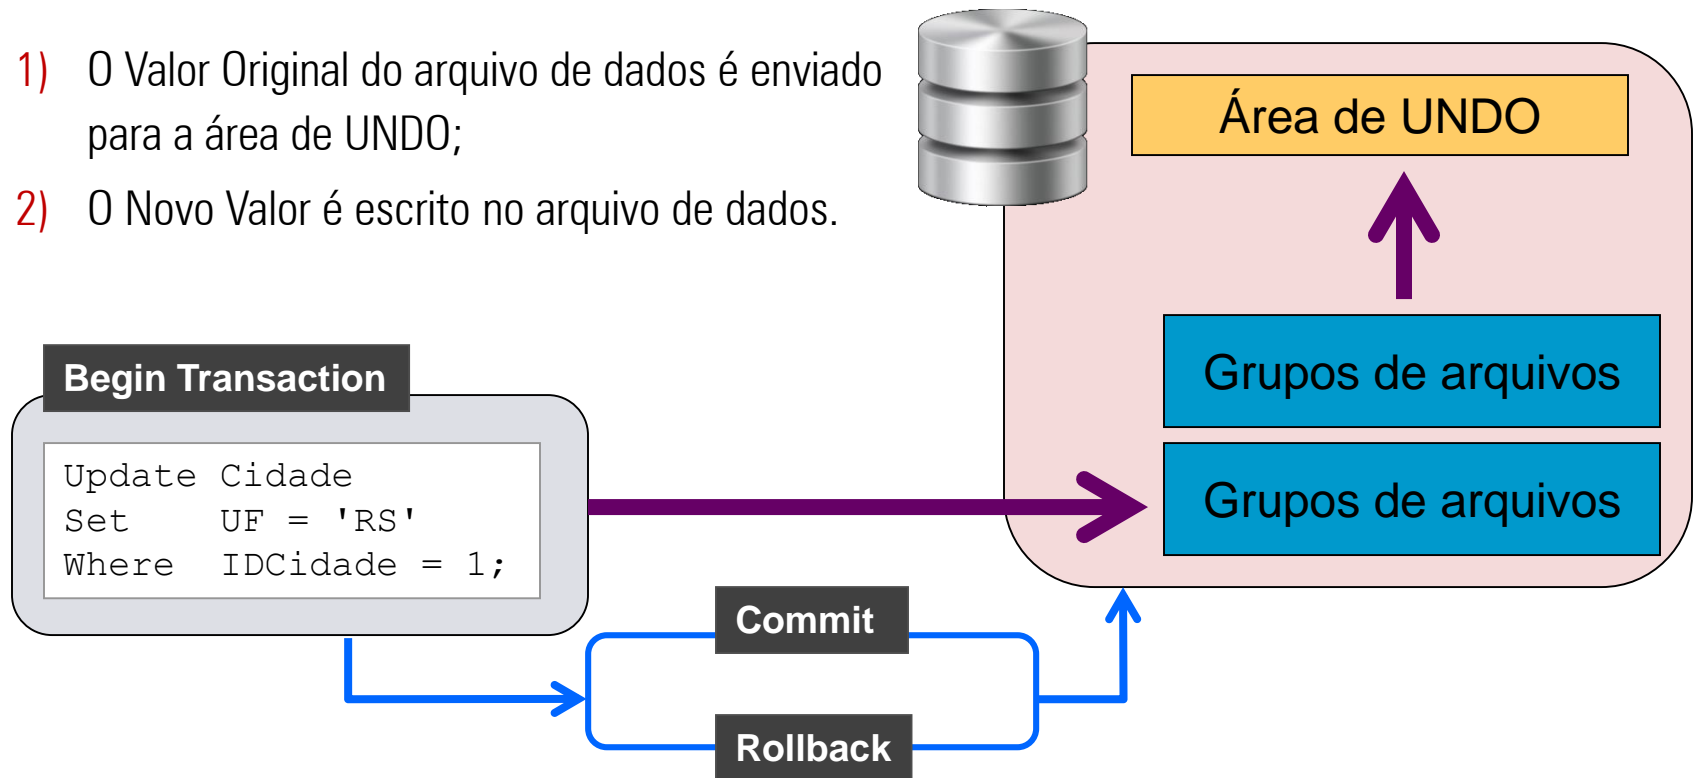 1) O Valor Original do arquivo de dados é enviado
para a área de UNDO;
2) O Novo Valor é escrito no arquivo de dados.
Área de UNDO
Grupos de arquivos
Grupos de arquivos
Begin Transaction
Update Cidade
Set UF = 'RS'
Where IDCidade = 1;
Commit
Rollback